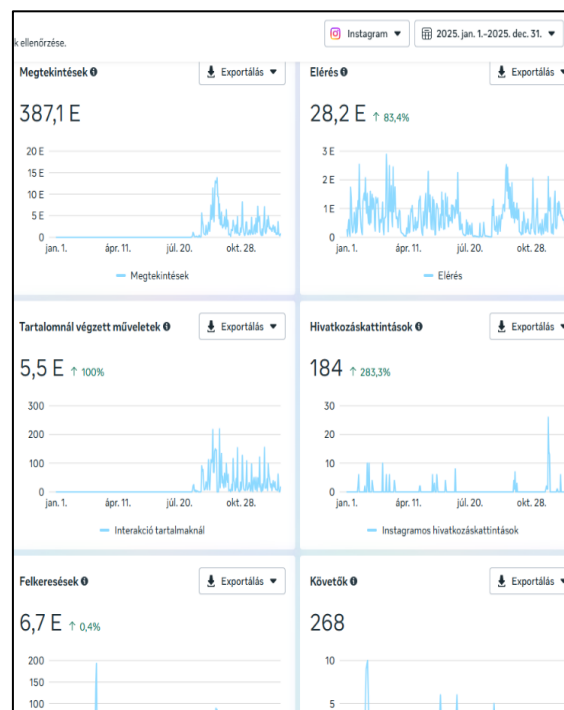 k ellenőrzése.
Instagram
2025. jan. 1.-2025. dec. 31.
Megtekintések
Exportálás
387,1 E
20 E
15 E
10 E
5 E
0
jan. 1.
ápr. 11.
júl. 20.
okt. 28.
Megtekintések
Elérés
Exportálás
28,2 E ↑ 83,4%
3 E
2 E
1 E
0
jan. 1.
ápr. 11.
júl. 20.
okt. 28.
Elérés
Tartalomnál végzett műveletek
Exportálás
5,5 E ↑ 100%
300
200
100
0
jan. 1.
ápr. 11.
júl. 20.
okt. 28.
Interakció tartalmaknál
Hivatkozáskattintások
Exportálás
184 ↑ 283,3%
30
20
10
0
jan. 1.
ápr. 11.
júl. 20.
okt. 28.
Instagramos hivatkozáskattintások
Felkeresések
Exportálás
6,7 E ↑ 0,4%
200
150
100
Követők
Exportálás
268
10
5